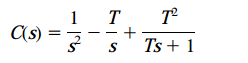 C(s) = 1/s² − T/s + T²/(Ts + 1)